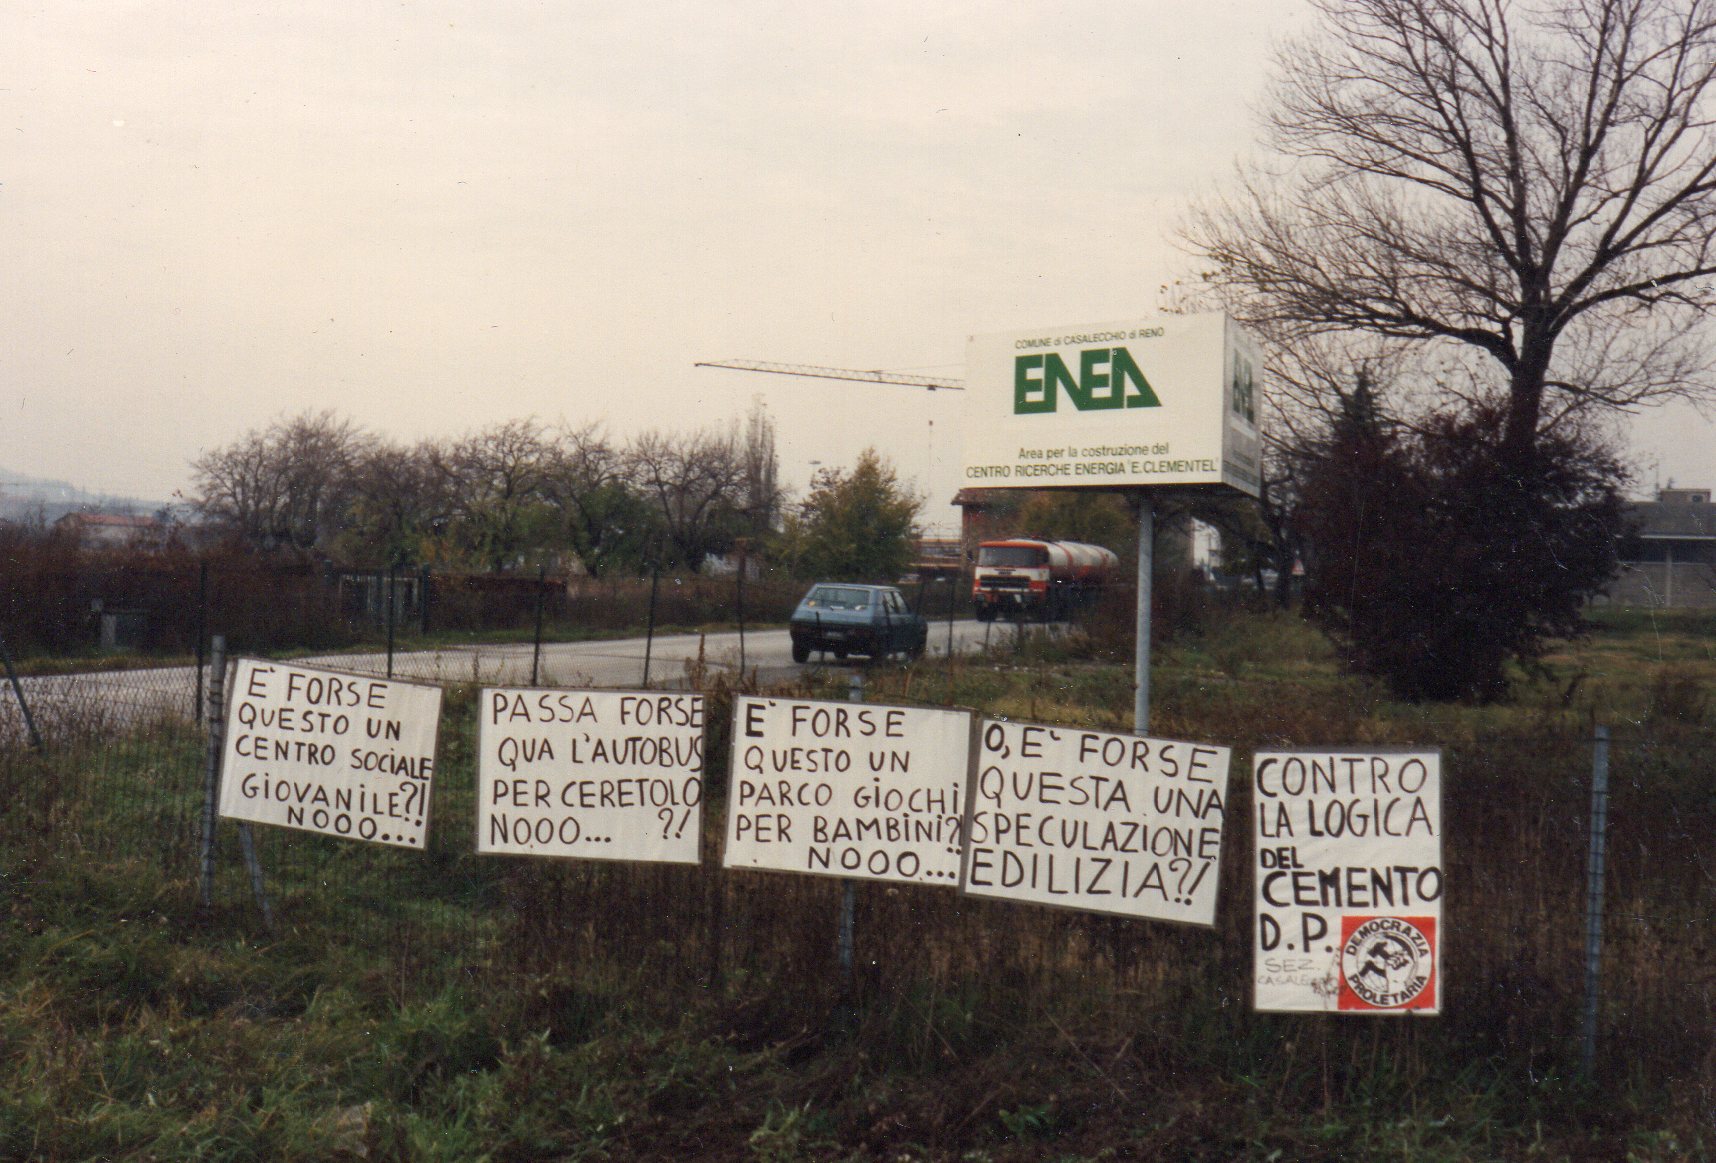 COMUNE di CASALECCHIO di RENO
ENEA
Area per la costruzione del
CENTRO RICERCHE ENERGIA "E.CLEMENTEL"
ENEA
E' FORSE
QUESTO UN
CENTRO SOCIALE
GIOVANILE?!
NOOO...
PASSA FORSE
QUA L'AUTOBUS
PER CERETOLO
NOOO... ?!
E' FORSE
QUESTO UN
PARCO GIOCHI
PER BAMBINI?
NOOO...
O, E' FORSE
QUESTA UNA
SPECULAZIONE
EDILIZIA?!
CONTRO
LA LOGICA
DEL
CEMENTO
D.P.
SEZ.
DEMOCRAZIA
PROLETARIA